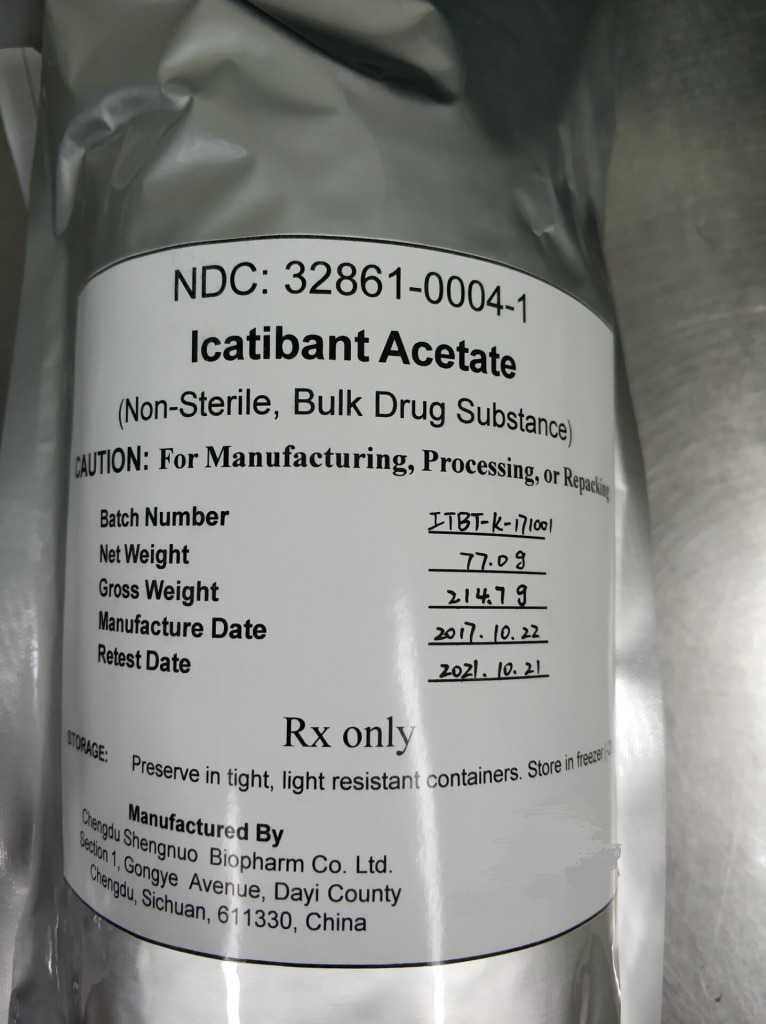 NDC: 32861-0004-1
Icatibant Acetate
(Non-Sterile, Bulk Drug Substance)
CAUTION: For Manufacturing, Processing, or Repacking
Batch Number ITBT-K-171001
Net Weight 77.0g
Gross Weight 214.7g
Manufacture Date 2017.10.22
Retest Date 2021.10.21
Rx only
STORAGE: Preserve in tight, light resistant containers. Store in freezer
Manufactured By
Chengdu Shengnuo Biopharm Co. Ltd.
Section 1, Gongye Avenue, Dayi County
Chengdu, Sichuan, 611330, China